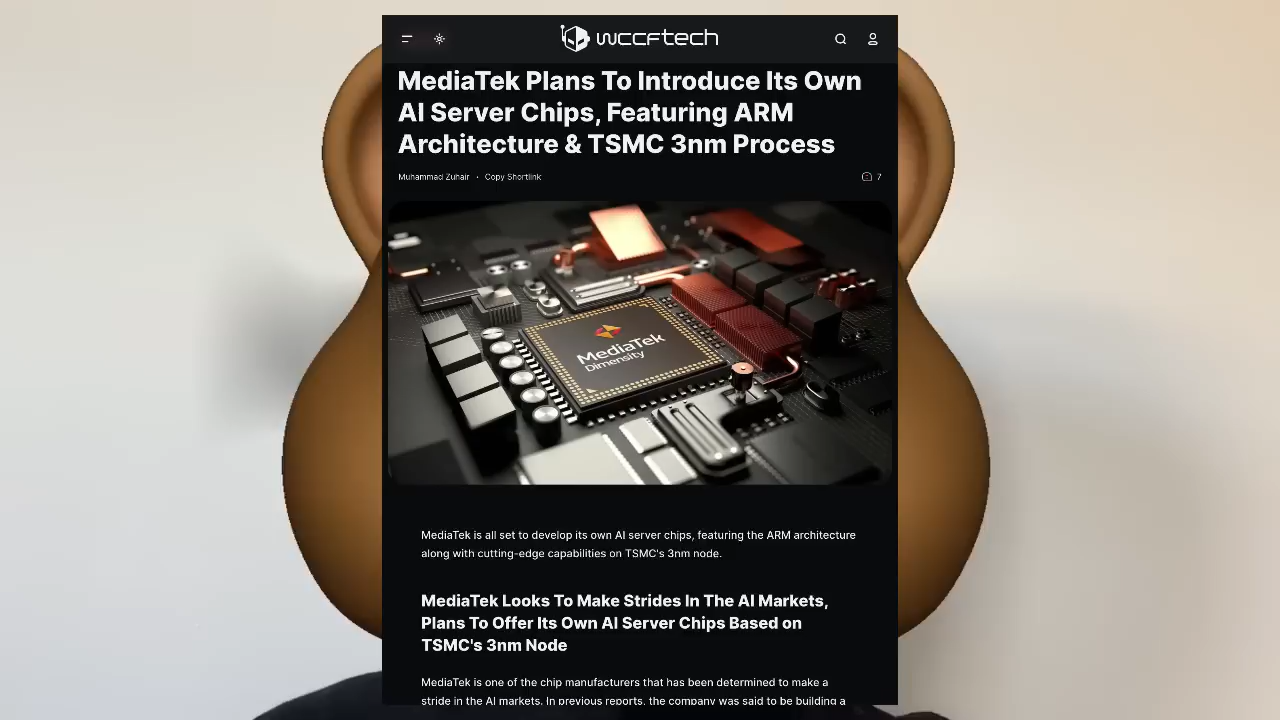 wccftech
MediaTek Plans To Introduce Its Own
AI Server Chips, Featuring ARM
Architecture & TSMC 3nm Process
Muhammad Zuhair • Copy Shortlink 7
MediaTek
Dimensity
MediaTek is all set to develop its own AI server chips, featuring the ARM architecture
along with cutting-edge capabilities on TSMC's 3nm node.
MediaTek Looks To Make Strides In The AI Markets,
Plans To Offer Its Own AI Server Chips Based on
TSMC's 3nm Node
MediaTek is one of the chip manufacturers that has been determined to make a
stride in the AI markets. In previous reports, the company was said to be building a